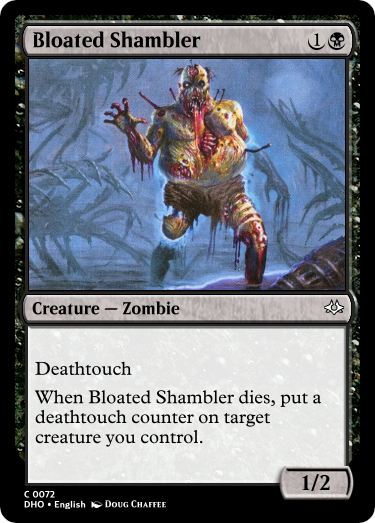 Bloated Shambler 1
Creature — Zombie
Deathtouch
When Bloated Shambler dies, put a
deathtouch counter on target
creature you control.
1/2
C 0072
DHO • English Doug Chaffee